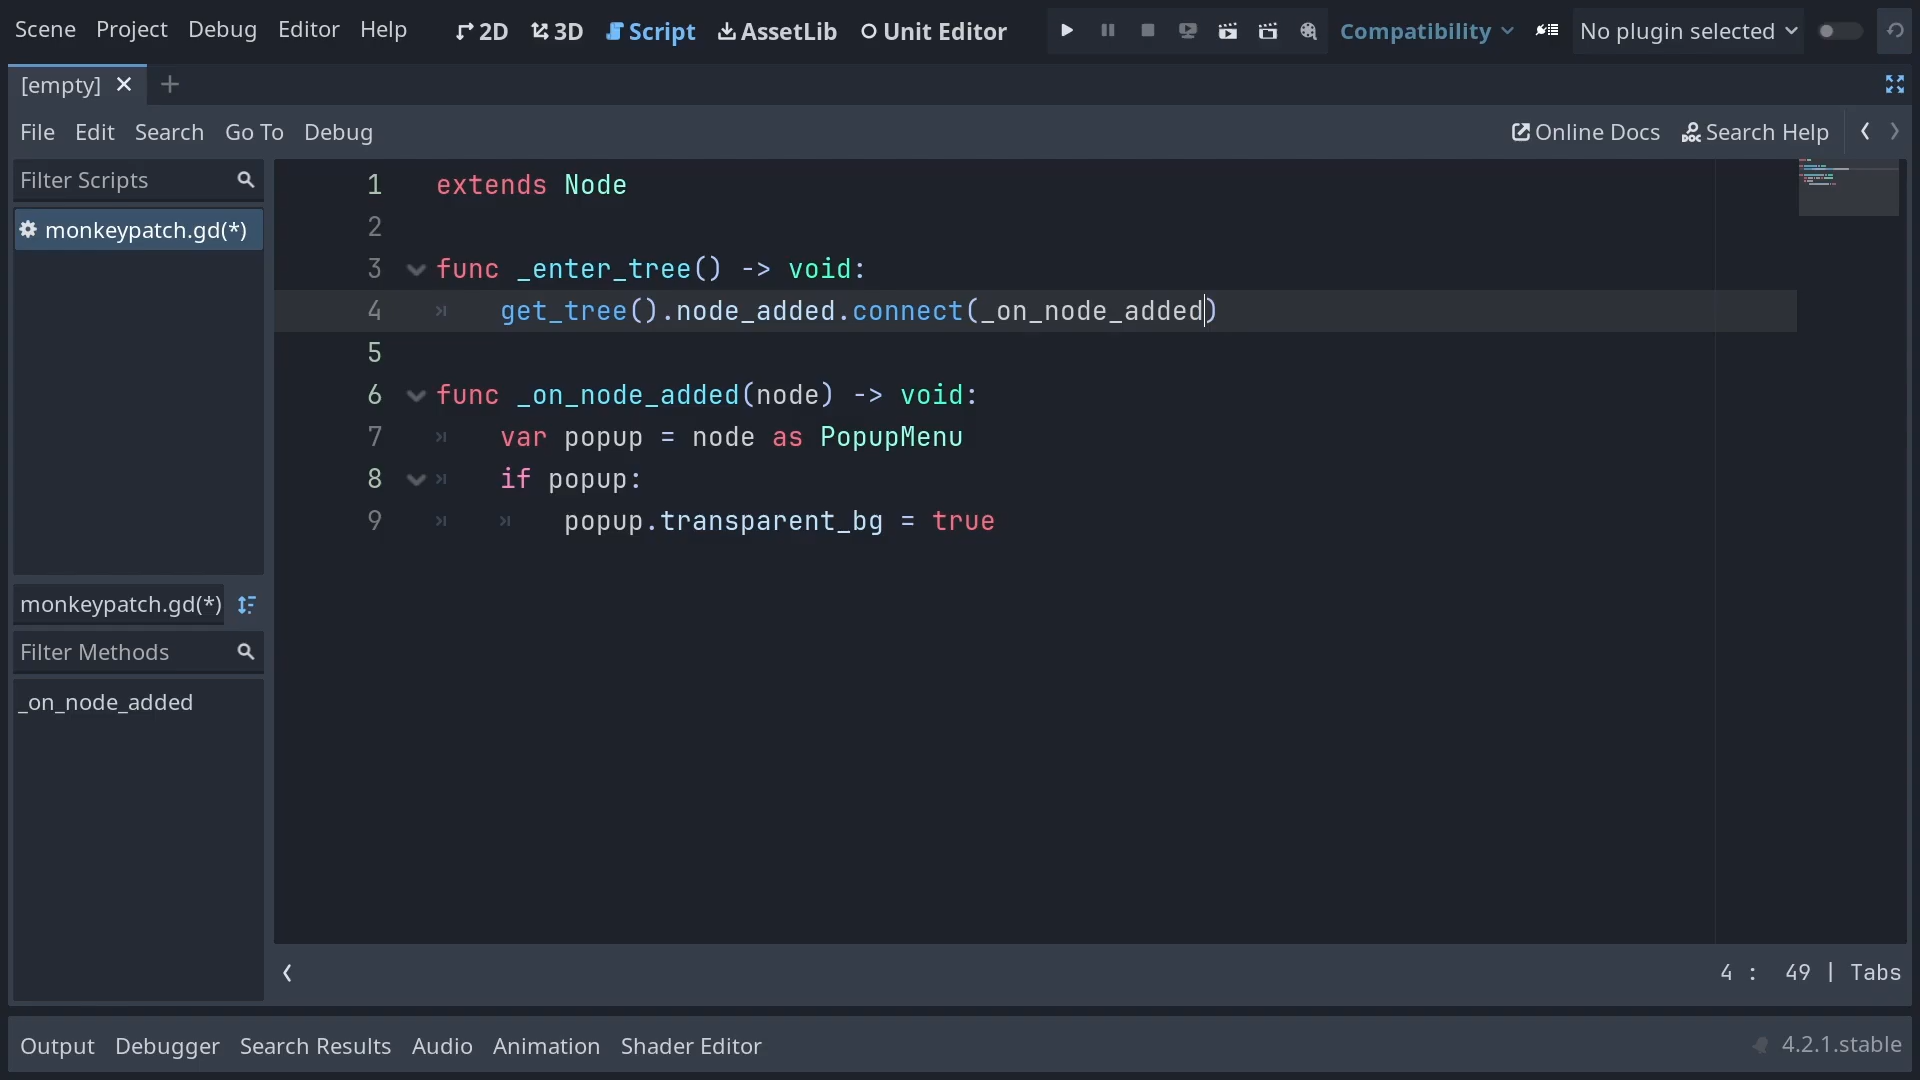 Scene Project Debug Editor Help 2D 3D Script AssetLib Unit Editor Compatibility No plugin selected
[empty]
File Edit Search Go To Debug Online Docs Search Help
Filter Scripts
monkeypatch.gd(*)
1 extends Node
2
3 func _enter_tree() -> void:
4 get_tree().node_added.connect(_on_node_added)
5
6 func _on_node_added(node) -> void:
7 var popup = node as PopupMenu
8 if popup:
9 popup.transparent_bg = true
monkeypatch.gd(*)
Filter Methods
_on_node_added
4 : 49 | Tabs
Output Debugger Search Results Audio Animation Shader Editor 4.2.1.stable